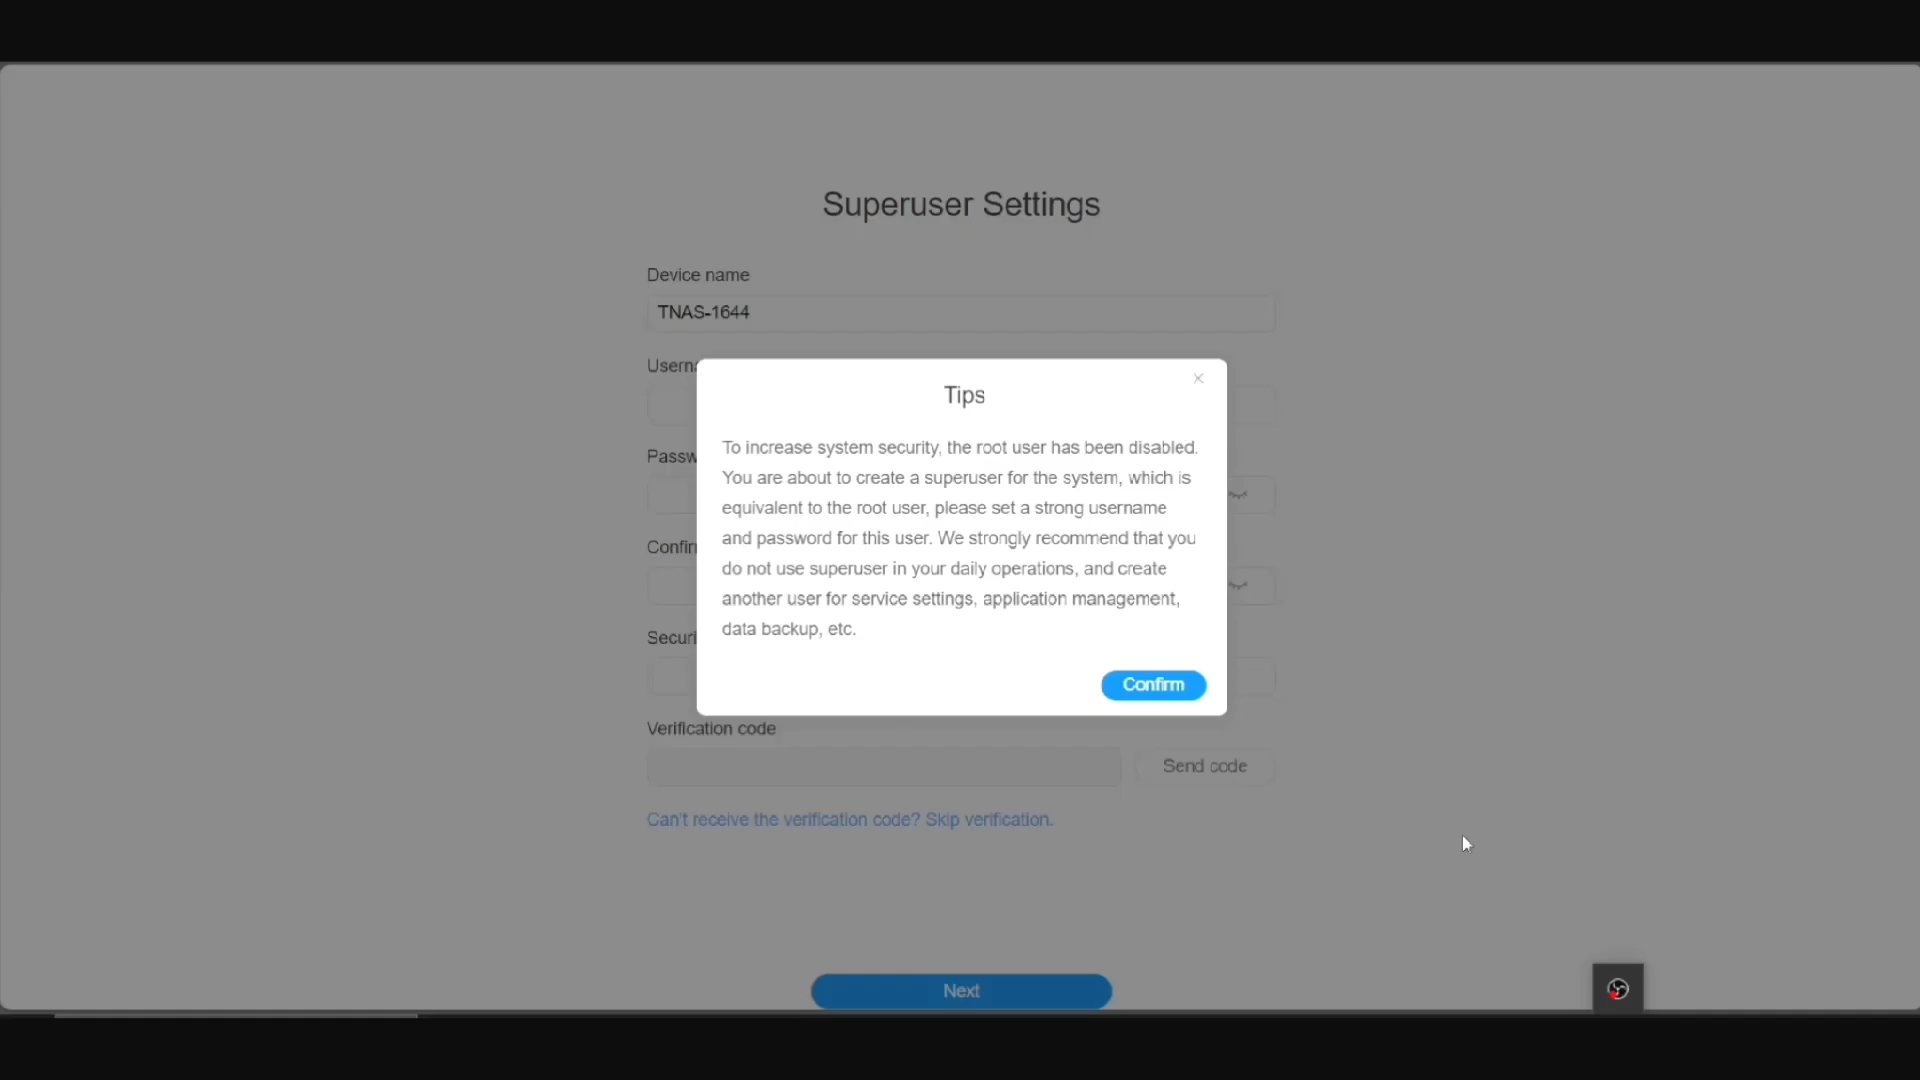 Superuser Settings
Device name
TNAS-1644
Usern
Tips
To increase system security, the root user has been disabled.
You are about to create a superuser for the system, which is
equivalent to the root user, please set a strong username
and password for this user. We strongly recommend that you
do not use superuser in your daily operations, and create
another user for service settings, application management,
data backup, etc.
Passw
Confir
Securi
Confirm
Verification code
Send code
Can't receive the verification code? Skip verification.
Next